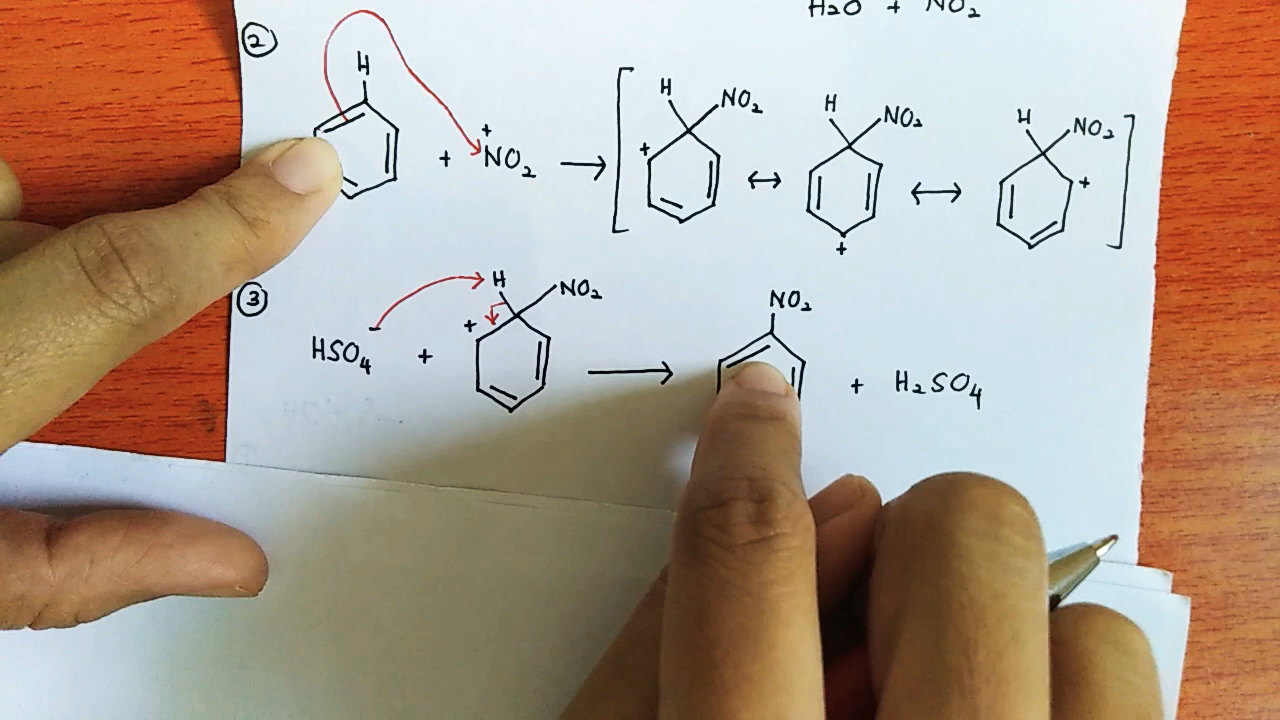 H₂O + NO₂
②
H
+ ⁺NO₂ → [ H NO₂ + ↔ H NO₂ + ↔ H NO₂ + ]
③
HSO₄⁻ + H NO₂ + → NO₂ + H₂SO₄